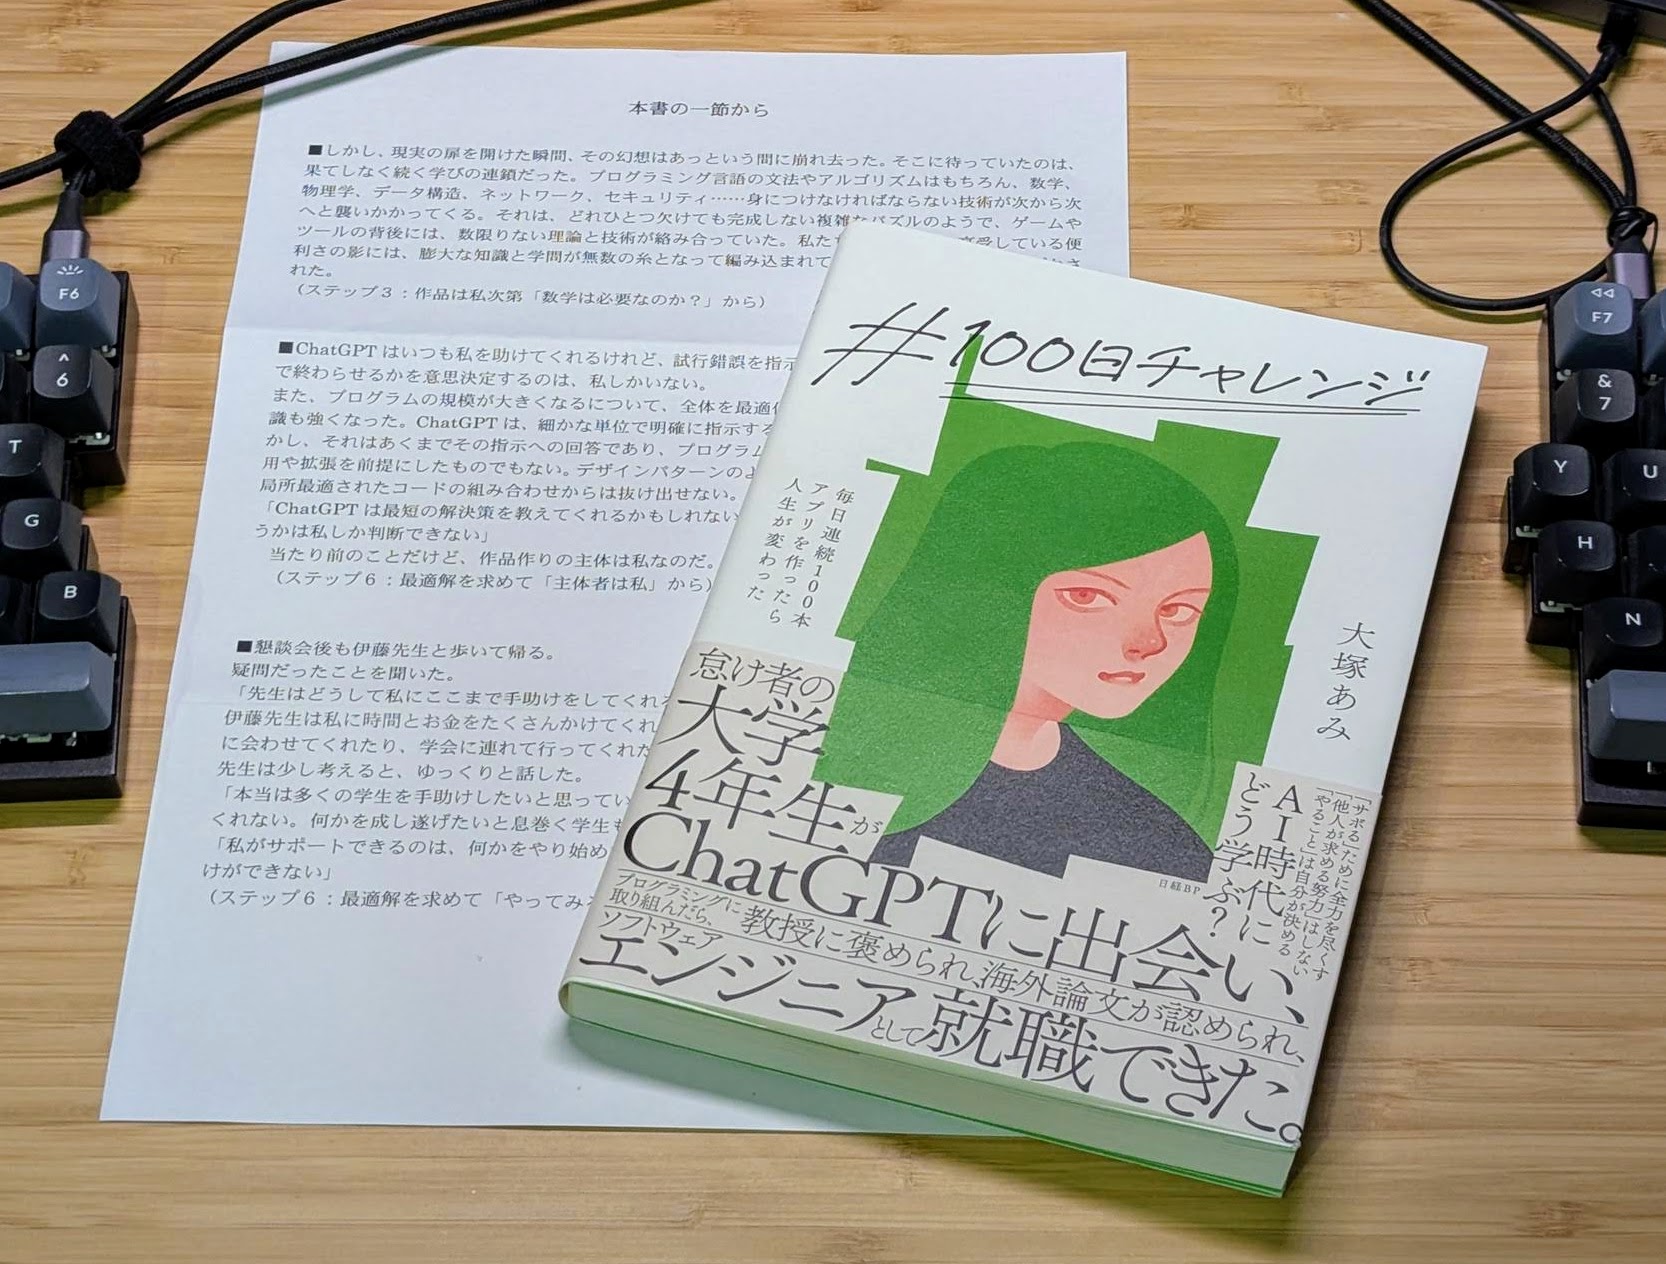 本書の一節から
■しかし、現実の扉を開けた瞬間、その幻想はあっという間に崩れ去った。そこに待っていたのは、
果てしなく続く学びの連鎖だった。プログラミング言語の文法やアルゴリズムはもちろん、数学、
物理学、データ構造、ネットワーク、セキュリティ……身につけなければならない技術が次から次
へと襲いかかってくる。それは、どれひとつ欠けても完成しない複雑なパズルのようで、ゲームや
ツールの背後には、数限りない理論と技術が絡み合っていた。私た 享受している便
利さの影には、膨大な知識と学問が無数の糸となって編み込まれて
れた。
（ステップ3：作品は私次第「数学は必要なのか？」から）
■ChatGPTはいつも私を助けてくれるけれど、試行錯誤を指示
で終わらせるかを意思決定するのは、私しかいない。
また、プログラムの規模が大きくなるについて、全体を最適
識も強くなった。ChatGPTは、細かな単位で明確に指示する
かし、それはあくまでその指示への回答であり、プログラム
用や拡張を前提にしたものでもない。デザインパターンの
局所最適されたコードの組み合わせからは抜け出せない。
「ChatGPTは最短の解決策を教えてくれるかもしれない
うかは私しか判断できない」
当たり前のことだけど、作品作りの主体は私なのだ。
（ステップ6：最適解を求めて「主体者は私」から）
■懇談会後も伊藤先生と歩いて帰る。
疑問だったことを聞いた。
「先生はどうして私にここまで手助けをしてくれ
伊藤先生は私に時間とお金をたくさんかけてくれ
に会わせてくれたり、学会に連れて行ってくれた
先生は少し考えると、ゆっくりと話した。
「本当は多くの学生を手助けしたいと思ってい
くれない。何かを成し遂げたいと息巻く学生も
「私がサポートできるのは、何かをやり始め
けができない」
（ステップ6：最適解を求めて「やってみ
#100日チャレンジ
毎日連続100本
アプリを作ったら
人生が変わった
大塚あみ
怠け者の
大学
4年生が
ChatGPTに出会い、
プログラミングに
取り組んだら、
教授に褒められ、海外論文が認められ、
ソフトウェア
エンジニアとして就職できた。
「サボる」ために全力を尽くす
「他人が求める努力」はしない
「やること」は自分が決める
AI時代に
どう学ぶ？
日経BP
F6
^
6
T
G
B
F7
&
7
Y
U
H
N